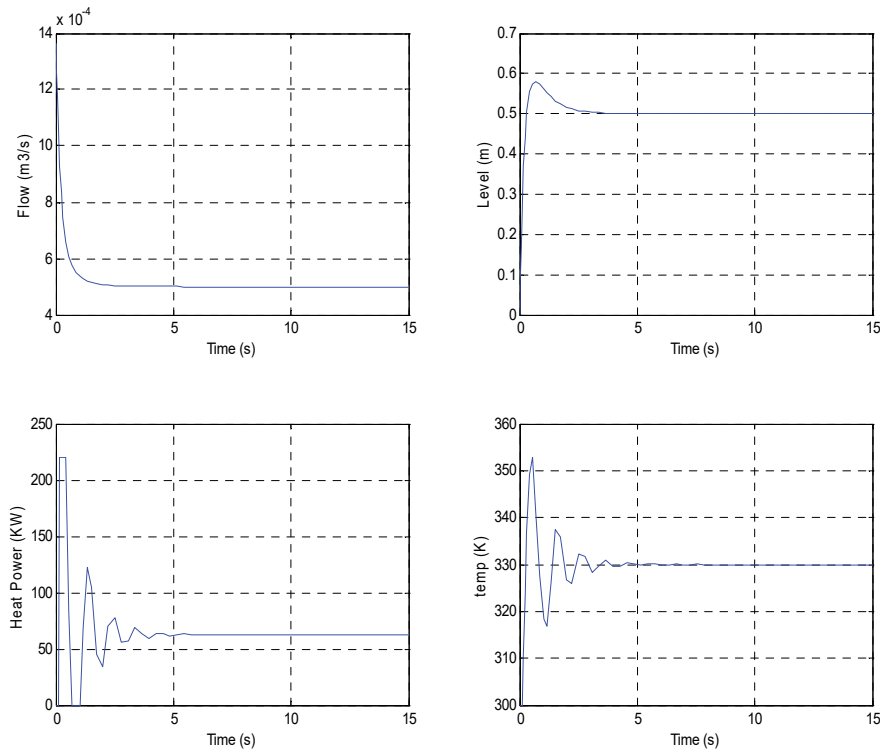 x 10-4
14
12
10
8
6
4
Flow (m3/s)
0 5 10 15
Time (s)
0.7
0.6
0.5
0.4
0.3
0.2
0.1
0
Level (m)
0 5 10 15
Time (s)
250
200
150
100
50
0
Heat Power (KW)
0 5 10 15
Time (s)
360
350
340
330
320
310
300
temp (K)
0 5 10 15
Time (s)